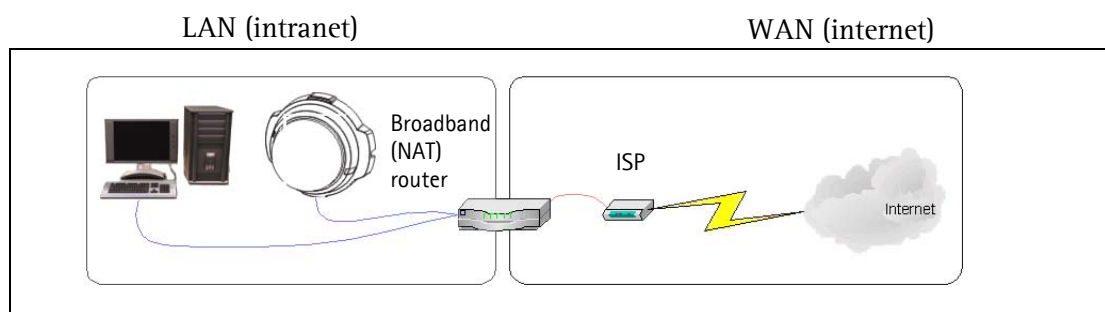 LAN (intranet)
WAN (internet)
Broadband
(NAT)
router
ISP
Internet